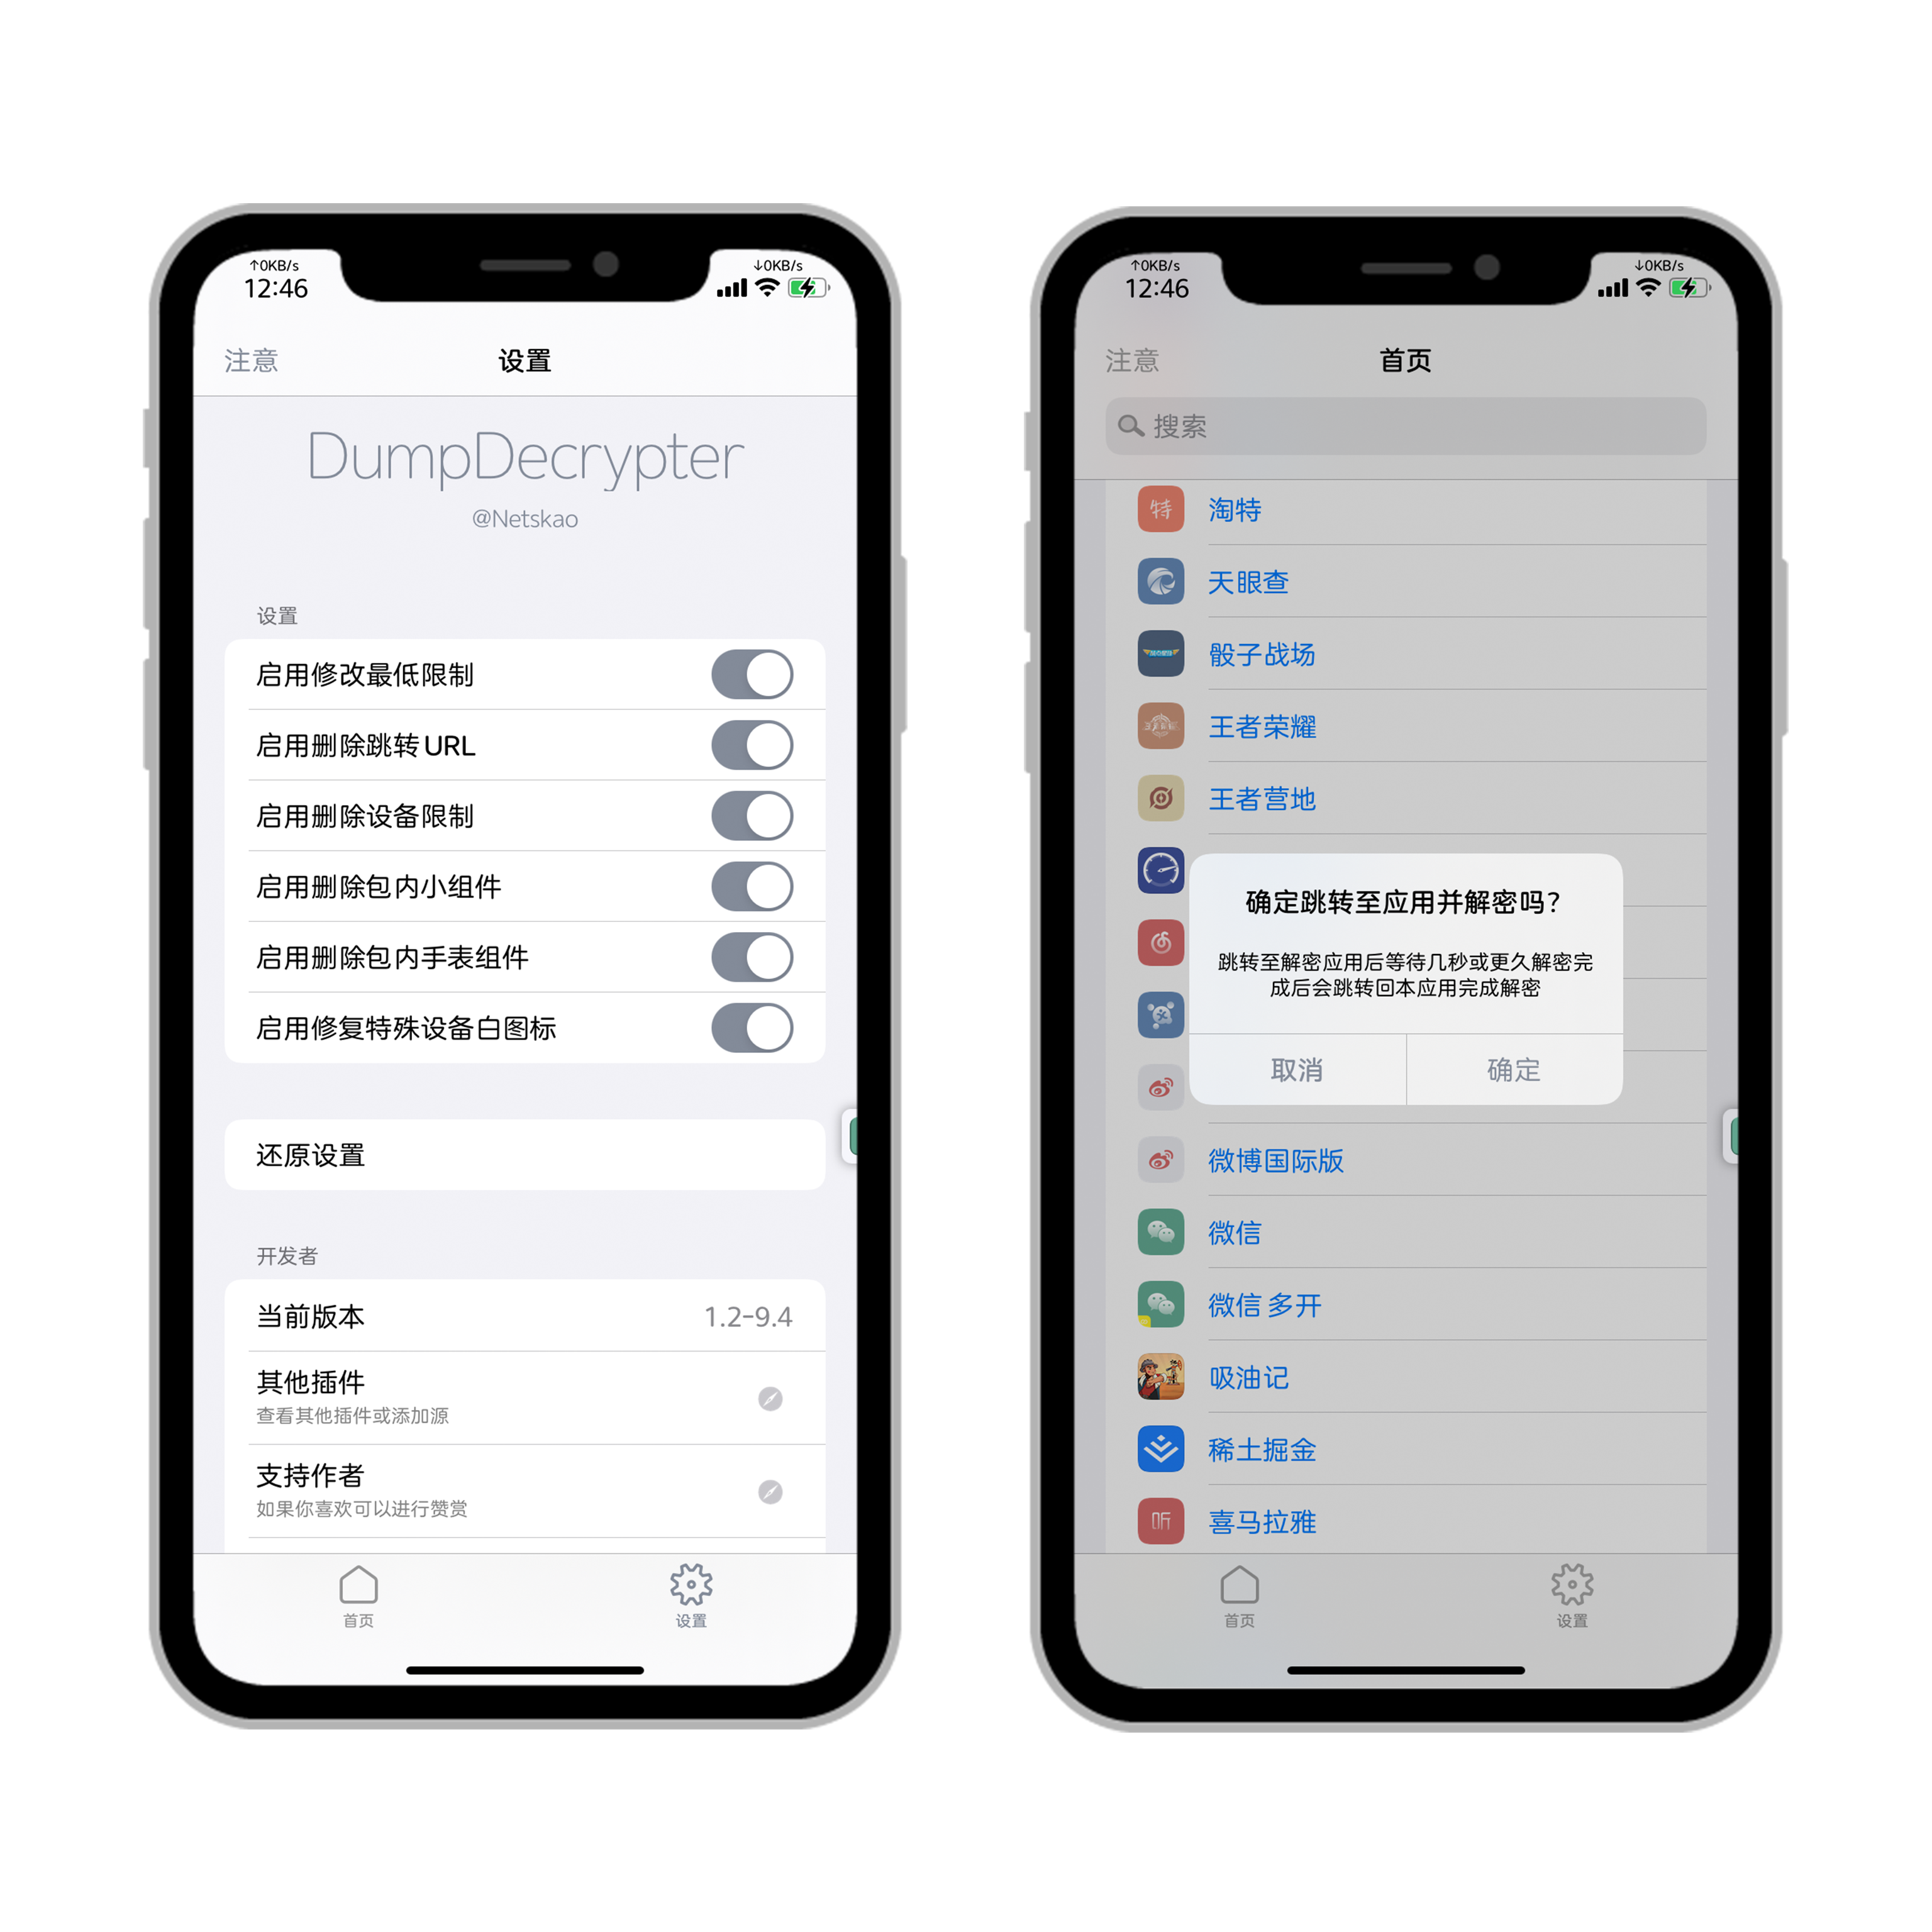 ↑0KB/s
↓0KB/s
12:46
注意
设置
DumpDecrypter
@Netskao
设置
启用修改最低限制
启用删除跳转URL
启用删除设备限制
启用删除包内小组件
启用删除包内手表组件
启用修复特殊设备白图标
还原设置
开发者
当前版本
1.2-9.4
其他插件
查看其他插件或添加源
支持作者
如果你喜欢可以进行赞赏
首页
设置
↑0KB/s
↓0KB/s
12:46
注意
首页
搜索
特
淘特
天眼查
骰子战场
王者荣耀
王者营地
确定跳转至应用并解密吗?
跳转至解密应用后等待几秒或更久解密完
成后会跳转回本应用完成解密
取消
确定
微博国际版
微信
微信 多开
吸油记
稀土掘金
听
喜马拉雅
首页
设置